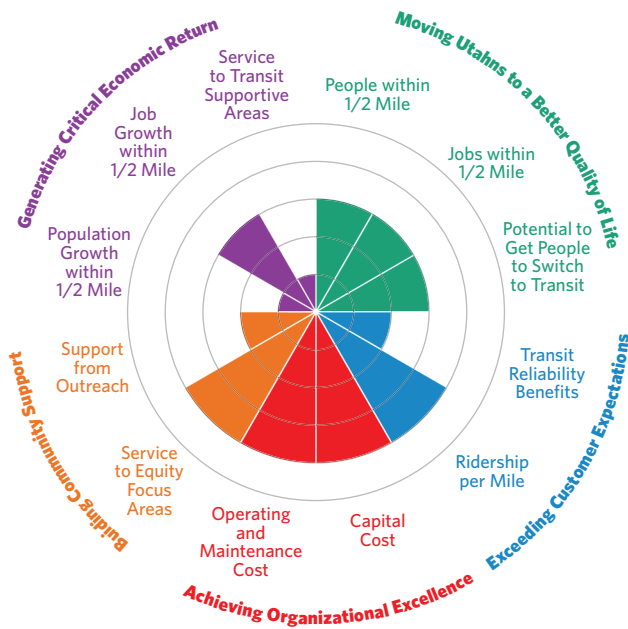 Generating Critical Economic Return
Service
to Transit
Supportive
Areas
Job
Growth
within
1/2 Mile
Population
Growth
within
1/2 Mile
Moving Utahns to a Better Quality of Life
People within
1/2 Mile
Jobs within
1/2 Mile
Potential to
Get People
to Switch
to Transit
Exceeding Customer Expectations
Transit
Reliability
Benefits
Ridership
per Mile
Achieving Organizational Excellence
Capital
Cost
Operating
and
Maintenance
Cost
Building Community Support
Service
to Equity
Focus
Areas
Support
from
Outreach